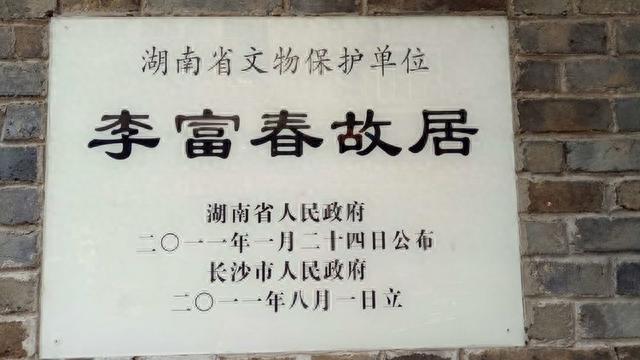 湖南省文物保护单位
李富春故居
湖南省人民政府
二〇一一年一月二十四日公布
长沙市人民政府
二〇一一年八月一日立